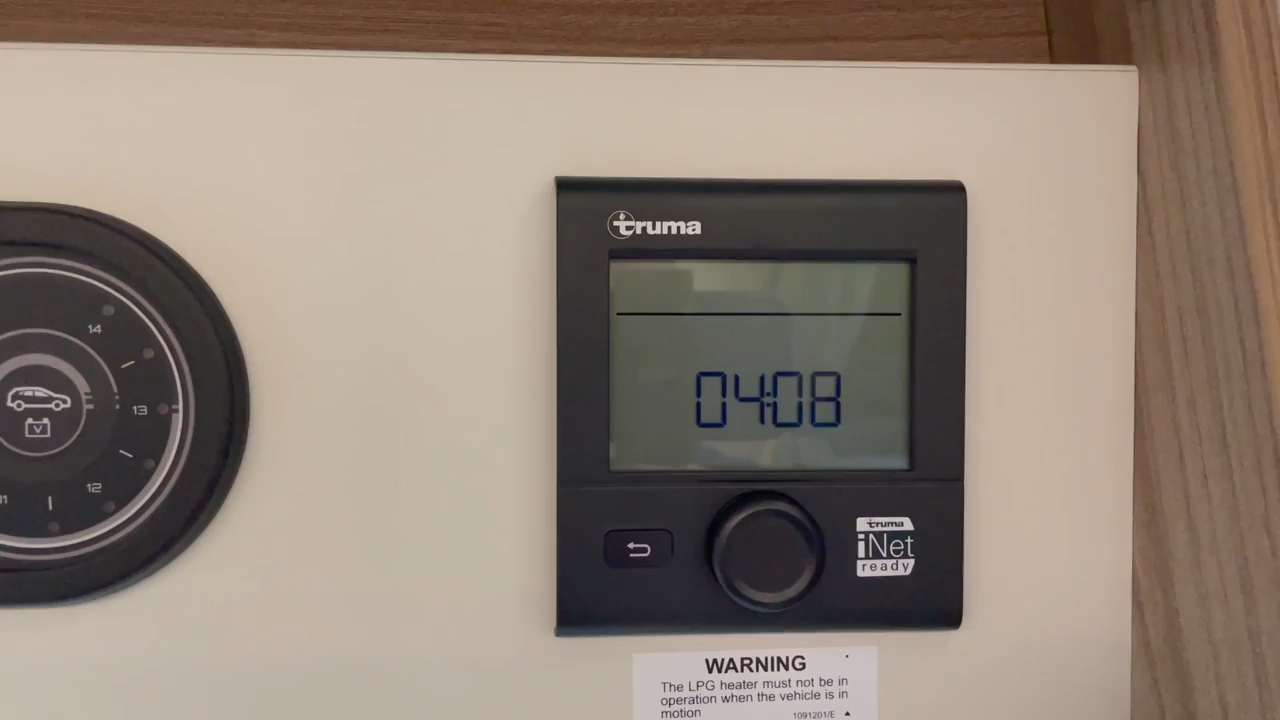 truma
14
13
12
11
V
04:08
truma
iNet
ready
WARNING
The LPG heater must not be in
operation when the vehicle is in
motion
1091201/E